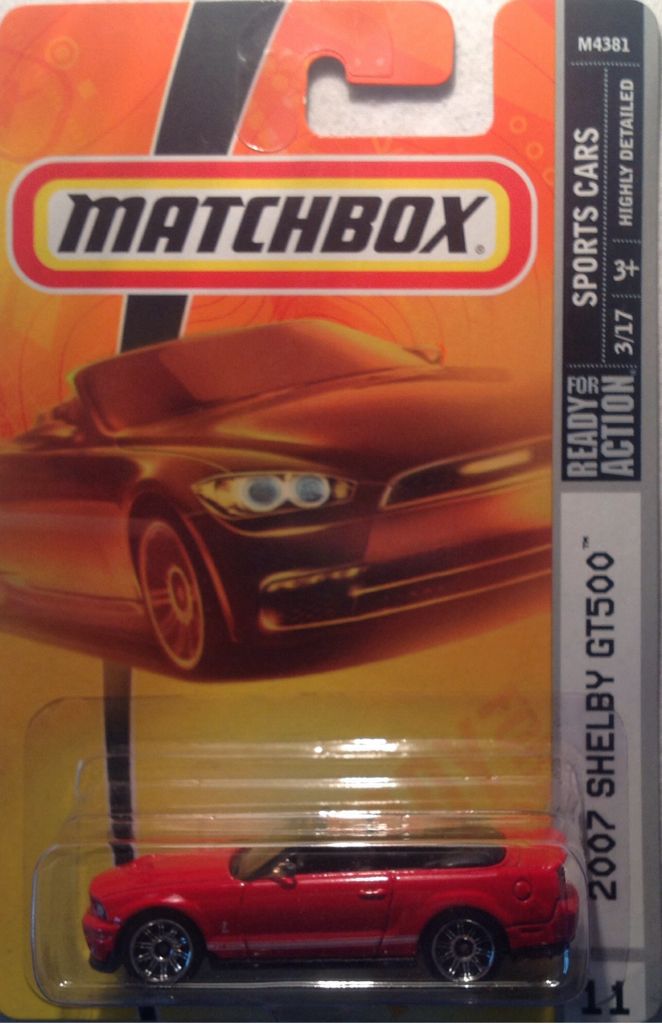 MATCHBOX®
M4381
SPORTS CARS
HIGHLY DETAILED
3+
3/17
READY FOR
ACTION
2007 SHELBY GT500™
11